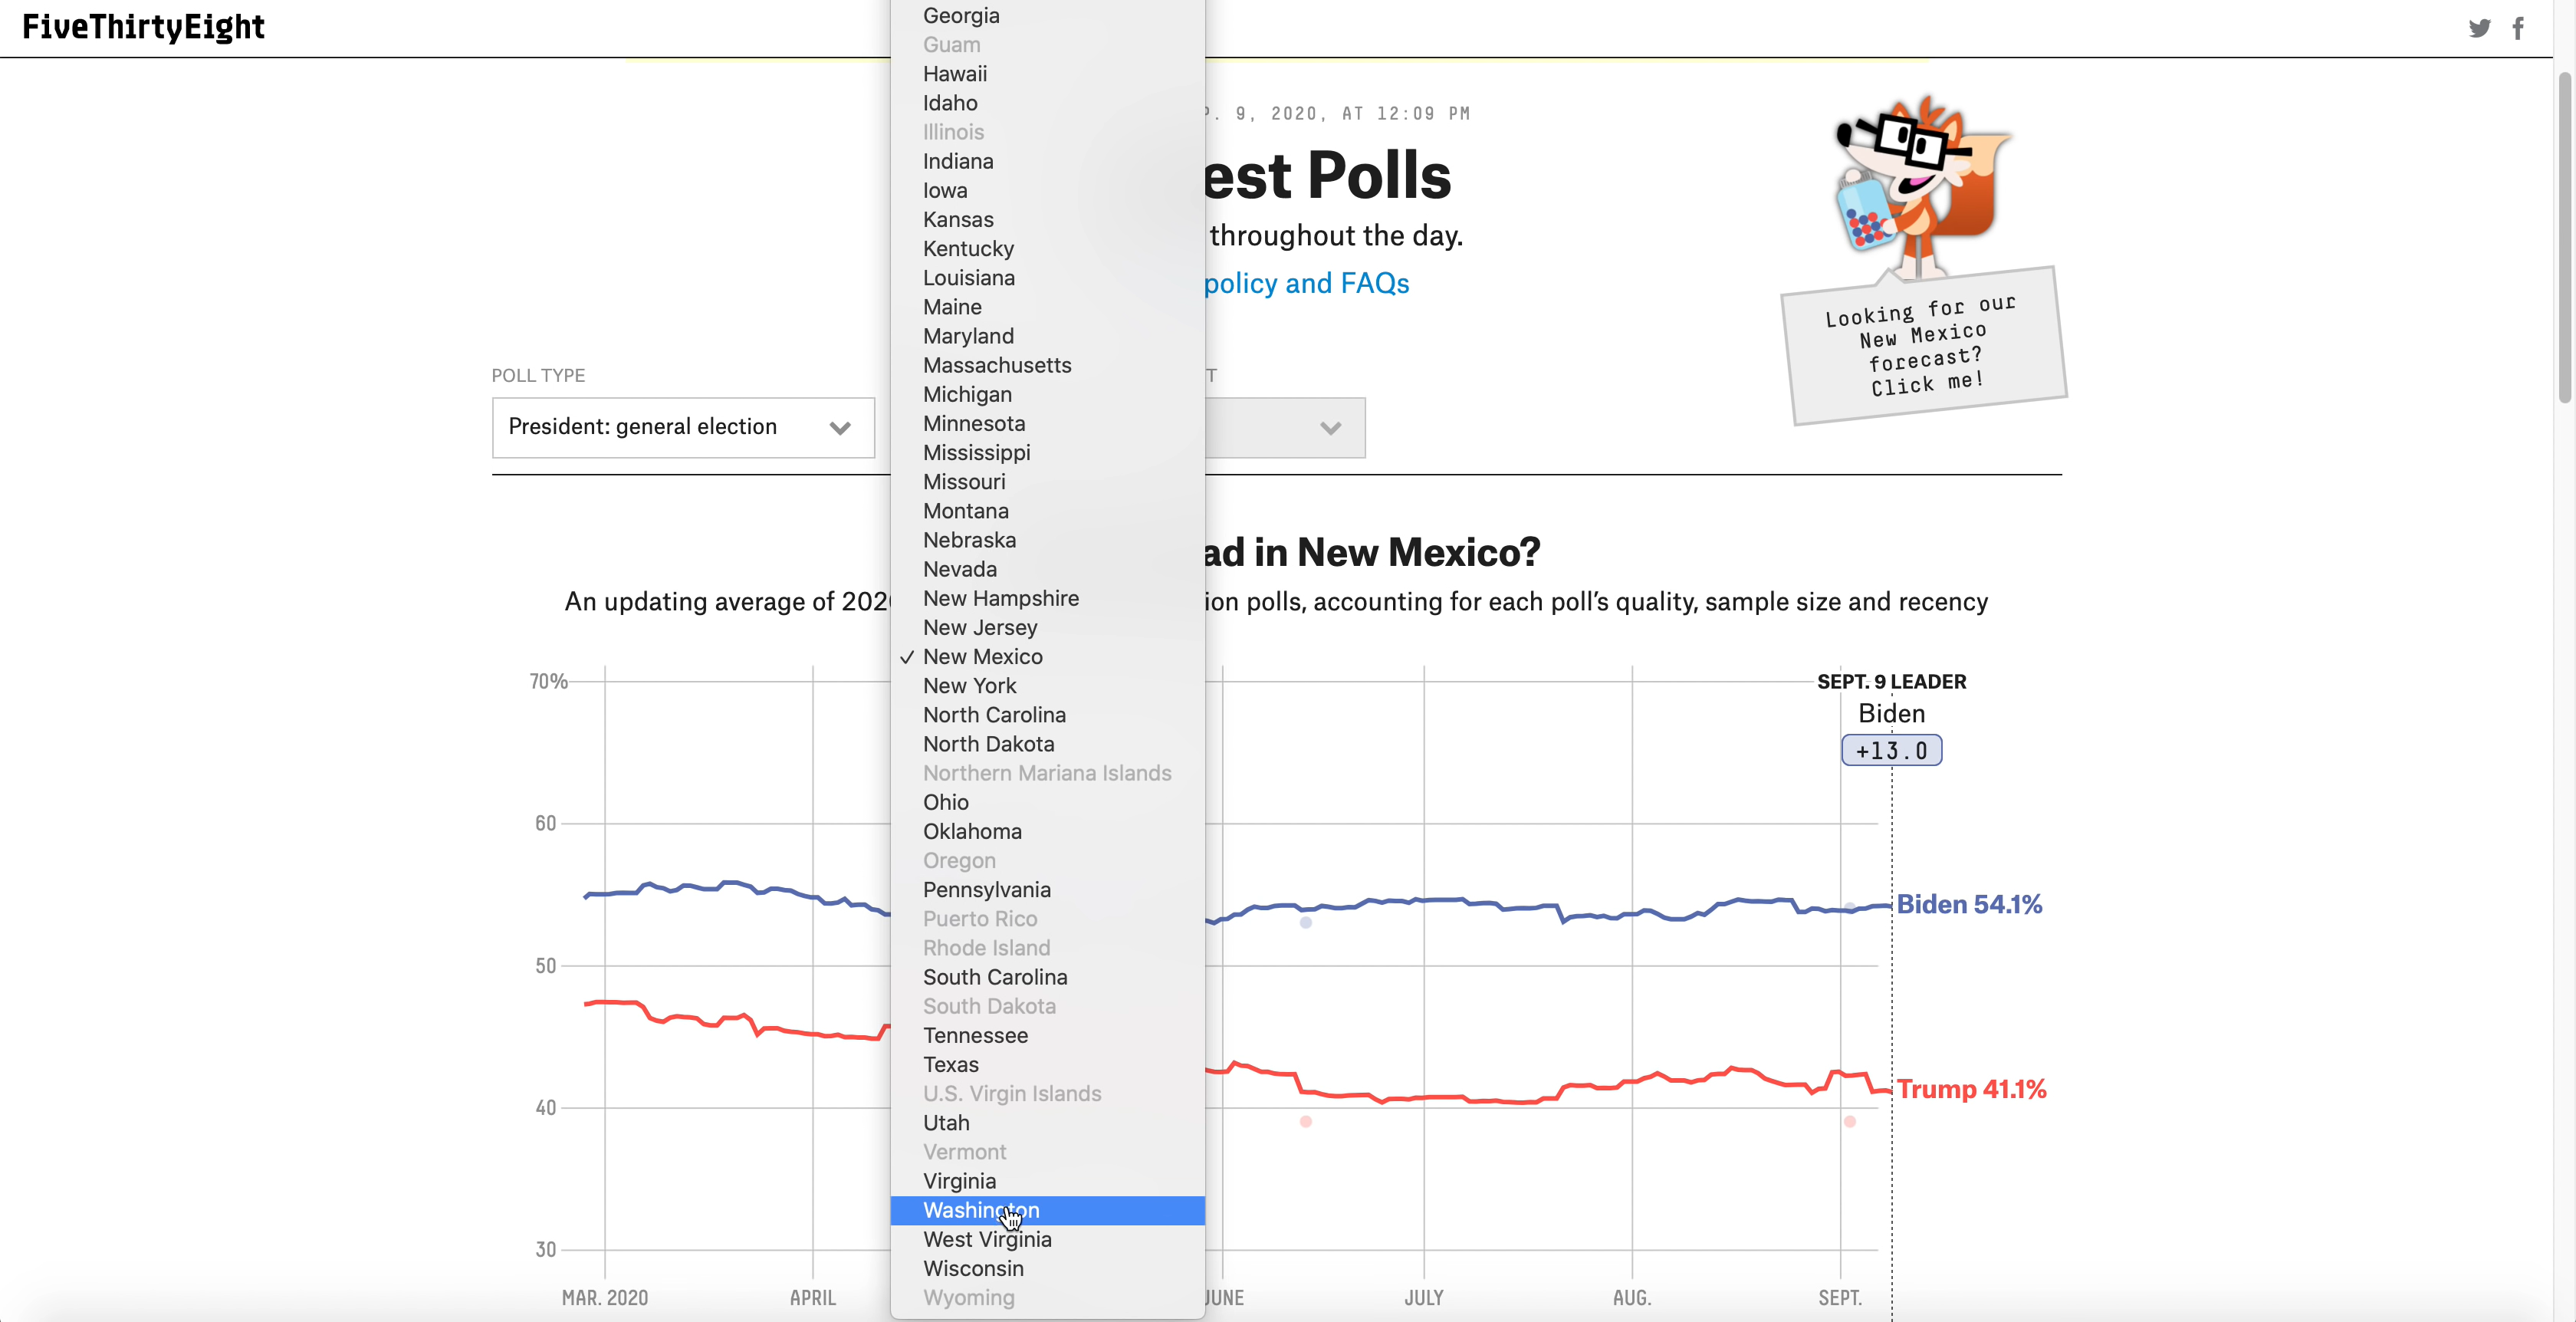 FiveThirtyEight
9, 2020, AT 12:09 PM
est Polls
throughout the day.
policy and FAQs
Looking for our
New Mexico
forecast?
Click me!
POLL TYPE
T
President: general election
Georgia
Guam
Hawaii
Idaho
Illinois
Indiana
Iowa
Kansas
Kentucky
Louisiana
Maine
Maryland
Massachusetts
Michigan
Minnesota
Mississippi
Missouri
Montana
Nebraska
Nevada
New Hampshire
New Jersey
✓ New Mexico
New York
North Carolina
North Dakota
Northern Mariana Islands
Ohio
Oklahoma
Oregon
Pennsylvania
Puerto Rico
Rhode Island
South Carolina
South Dakota
Tennessee
Texas
U.S. Virgin Islands
Utah
Vermont
Virginia
Washington
West Virginia
Wisconsin
Wyoming
ad in New Mexico?
An updating average of 202 ion polls, accounting for each poll's quality, sample size and recency
70%
60
50
40
30
SEPT. 9 LEADER
Biden
+13.0
Biden 54.1%
Trump 41.1%
MAR. 2020 APRIL JUNE JULY AUG. SEPT.